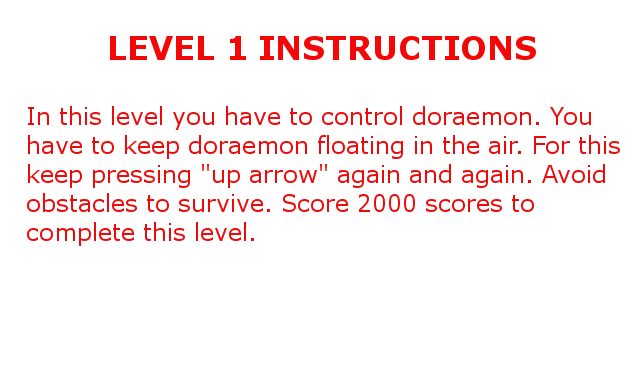 LEVEL 1 INSTRUCTIONS
In this level you have to control doraemon. You
have to keep doraemon floating in the air. For this
keep pressing "up arrow" again and again. Avoid
obstacles to survive. Score 2000 scores to
complete this level.